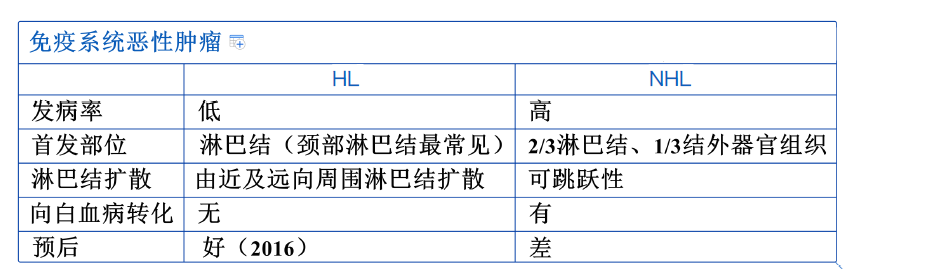 免疫系统恶性肿瘤
HL NHL
发病率 低 高
首发部位 淋巴结（颈部淋巴结最常见） 2/3淋巴结、1/3结外器官组织
淋巴结扩散 由近及远向周围淋巴结扩散 可跳跃性
向白血病转化 无 有
预后 好（2016） 差